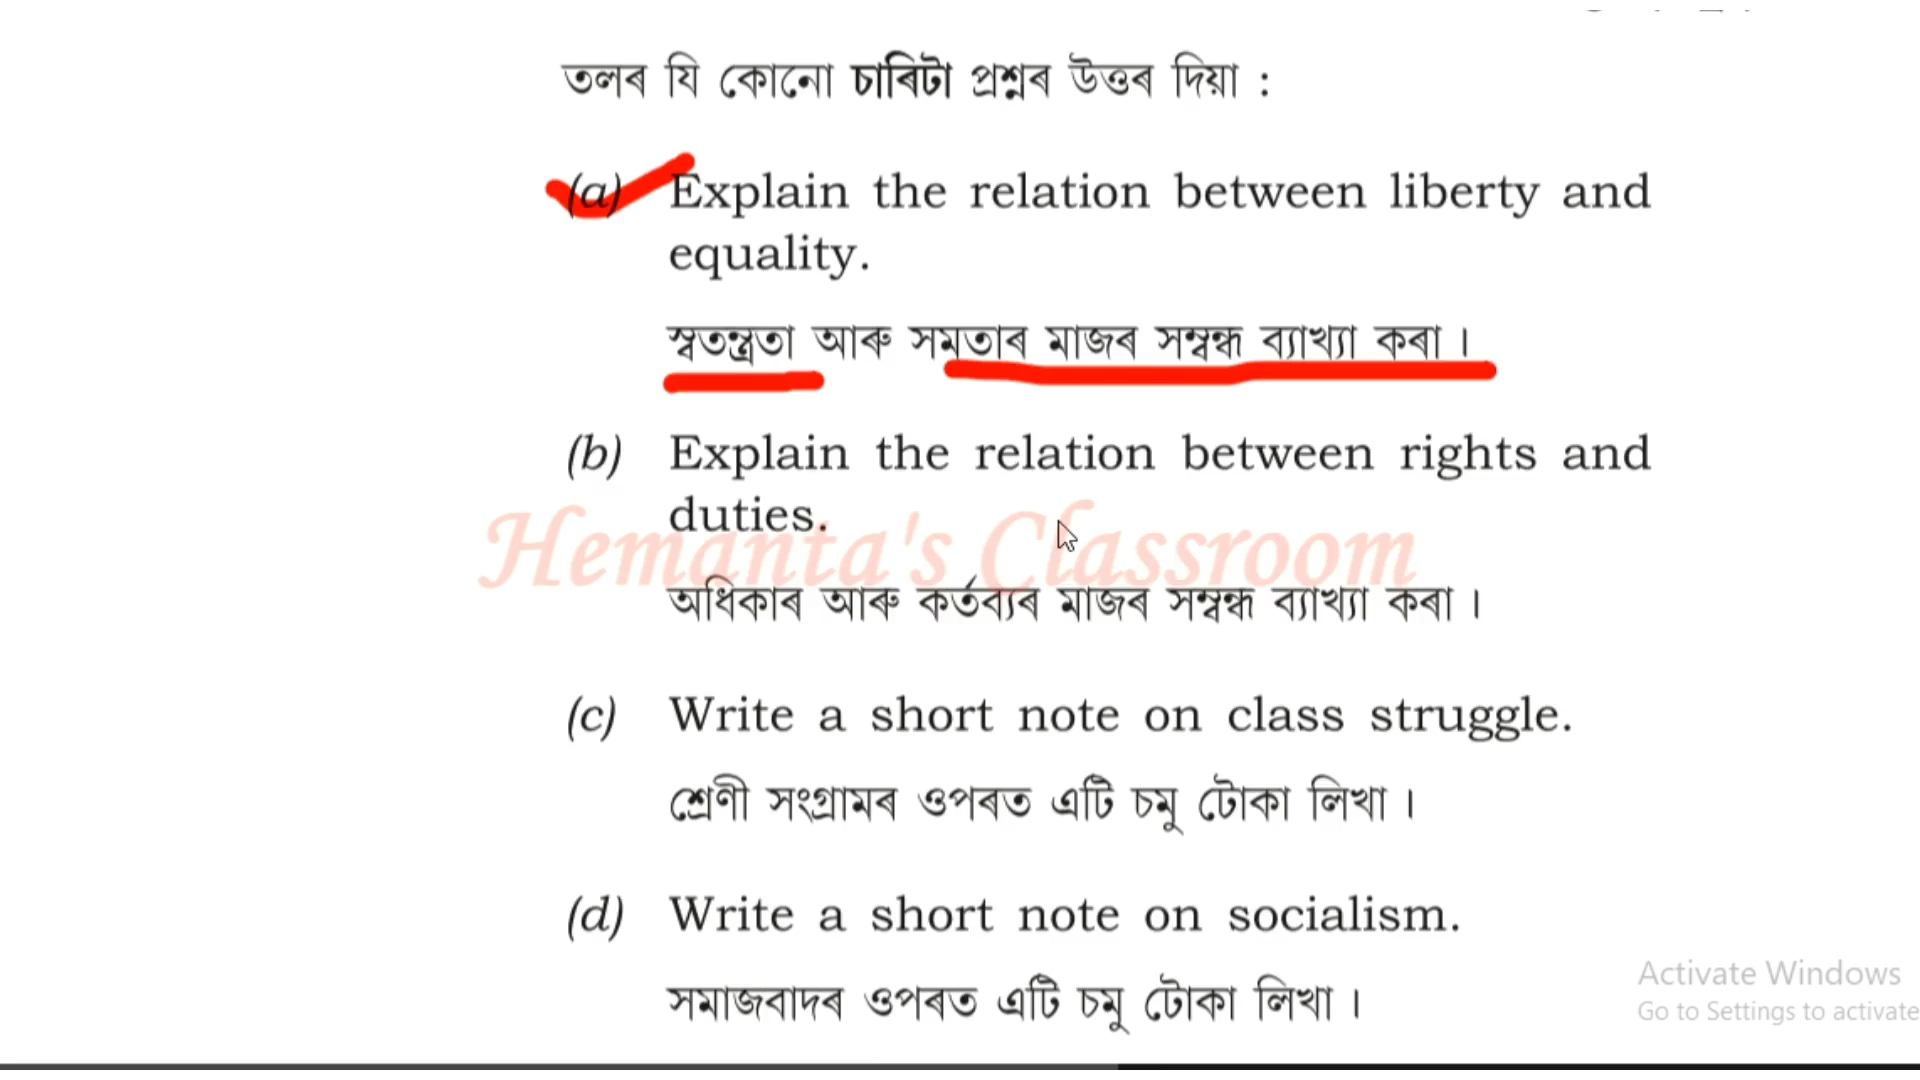 তলৰ যি কোনো চাৰিটা প্ৰশ্নৰ উত্তৰ দিয়া :
(a) Explain the relation between liberty and
equality.
স্বতন্ত্ৰতা আৰু সমতাৰ মাজৰ সম্বন্ধ ব্যাখ্যা কৰা ।
(b) Explain the relation between rights and
duties.
Hemanta's Classroom
অধিকাৰ আৰু কৰ্তব্যৰ মাজৰ সম্বন্ধ ব্যাখ্যা কৰা ।
(c) Write a short note on class struggle.
শ্ৰেণী সংগ্ৰামৰ ওপৰত এটি চমু টোকা লিখা ।
(d) Write a short note on socialism.
সমাজবাদৰ ওপৰত এটি চমু টোকা লিখা ।
Activate Windows
Go to Settings to activate